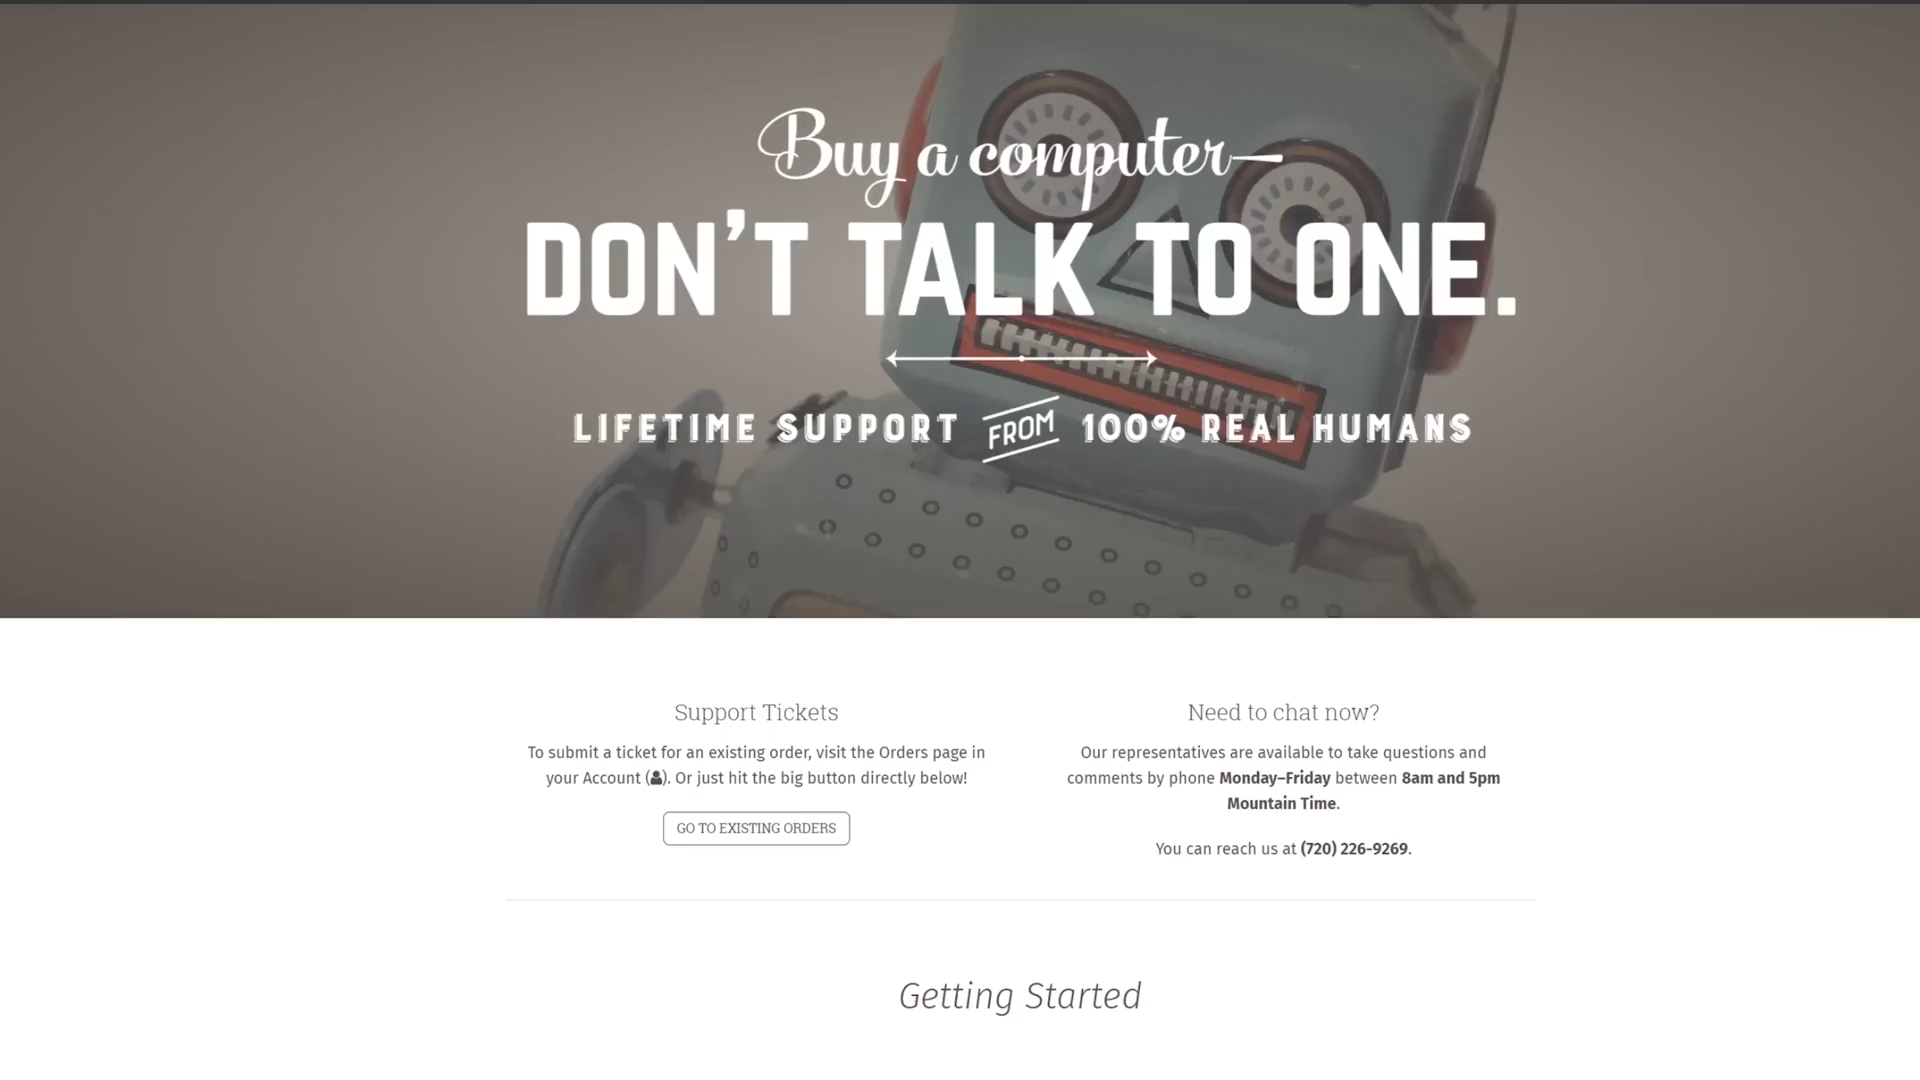 Buy a computer—
DON'T TALK TO ONE.
LIFETIME SUPPORT FROM 100% REAL HUMANS
Support Tickets
To submit a ticket for an existing order, visit the Orders page in
your Account (). Or just hit the big button directly below!
GO TO EXISTING ORDERS
Need to chat now?
Our representatives are available to take questions and
comments by phone Monday–Friday between 8am and 5pm
Mountain Time.
You can reach us at (720) 226-9269.
Getting Started